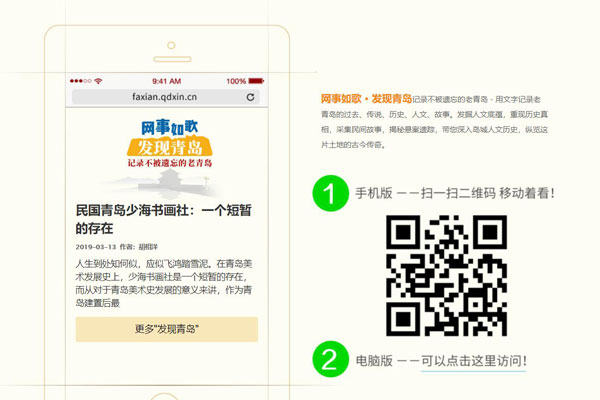 9:41 AM
100%
faxian.qdxin.cn
网事如歌
发现青岛
记录不被遗忘的老青岛
民国青岛少海书画社：一个短暂
的存在
2019-03-13 作者：胡相洋
人生到处知何似，应似飞鸿踏雪泥。在青岛美
术发展史上，少海书画社是一个短暂的存在，
而从对于青岛美术史发展的意义来讲，作为青
岛建置后最
更多"发现青岛"
网事如歌·发现青岛记录不被遗忘的老青岛 - 用文字记录老
青岛的过去、传说、历史、人文、故事。发掘人文底蕴，重现历史真
相，采集民间故事，揭秘悬案遗踪，带您深入岛城人文历史，纵览这
片土地的古今传奇。
1 手机版 －－扫一扫二维码 移动着看！
2 电脑版 －－可以点击这里访问！